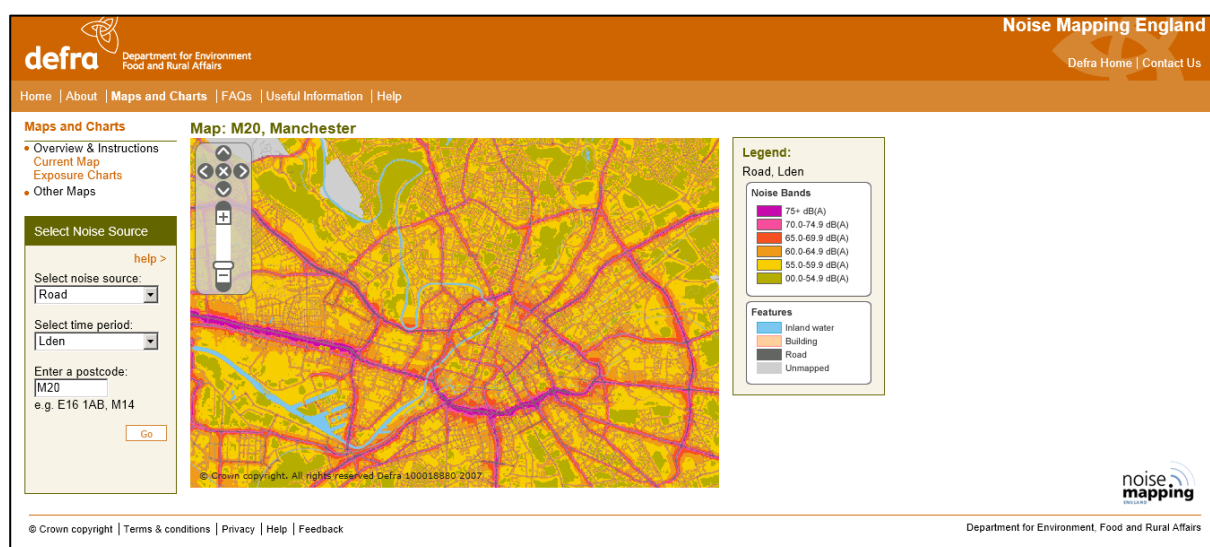 Noise Mapping England
defra
Department for Environment
Food and Rural Affairs
Defra Home | Contact Us
Home | About | Maps and Charts | FAQs | Useful Information | Help
Maps and Charts
Overview & Instructions
Current Map
Exposure Charts
Other Maps
Select Noise Source
help >
Select noise source:
Road
Select time period:
Lden
Enter a postcode:
M20
e.g. E16 1AB, M14
Go
Map: M20, Manchester
© Crown copyright. All rights reserved Defra 100018880 2007
Legend:
Road, Lden
Noise Bands
75+ dB(A)
70.0-74.9 dB(A)
65.0-69.9 dB(A)
60.0-64.9 dB(A)
55.0-59.9 dB(A)
00.0-54.9 dB(A)
Features
Inland water
Building
Road
Unmapped
noise
mapping
ENGLAND
© Crown copyright | Terms & conditions | Privacy | Help | Feedback
Department for Environment, Food and Rural Affairs